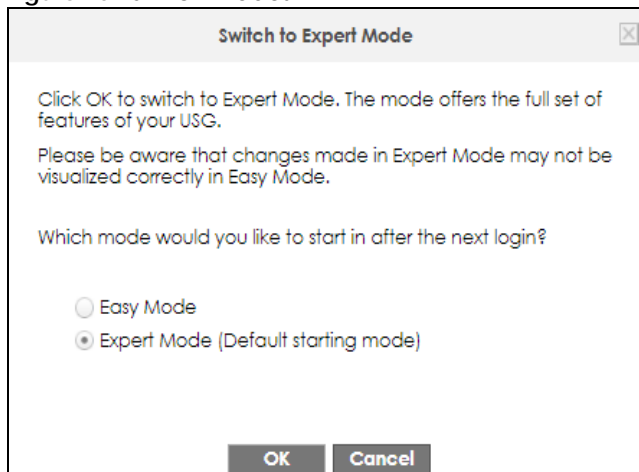 Switch to Expert Mode
Click OK to switch to Expert Mode. The mode offers the full set of
features of your USG.
Please be aware that changes made in Expert Mode may not be
visualized correctly in Easy Mode.
Which mode would you like to start in after the next login?
Easy Mode
Expert Mode (Default starting mode)
OK Cancel